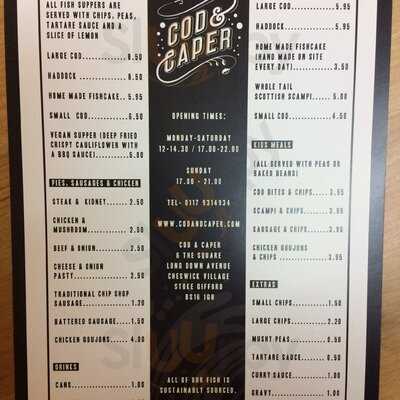 ALL FISH SUPPERS ARE
SERVED WITH CHIPS, PEAS,
TARTARE SAUCE AND A
SLICE OF LEMON
LARGE COD.........8.50
HADDOCK ..........8.50
HOME MADE FISHCAKE..5.95
SMALL COD.........6.50
VEGAN SUPPER (DEEP FRIED
CRISPY CAULIFLOWER WITH
A BBQ SAUCE)......6.00
PIES, SAUSAGES & CHICKEN
STEAK & KIDNEY....2.50
CHICKEN &
MUSHROOM .........2.50
BEEF & ONION......2.50
CHEESE & ONION
PASTY.............2.50
TRADITIONAL CHIP SHOP
SAUSAGE...........1.20
BATTERED SAUSAGE...1.50
CHICKEN GOUJONS....4.00
DRINKS
CANS..............1.00
COD &
CAPER
OPENING TIMES:
MONDAY-SATURDAY
12-14.30 / 17.00-22.00
SUNDAY
17.00 - 21.00
TEL- 0117 9314934
WWW.CODANDCAPER.COM
COD & CAPER
6 THE SQUARE
LONG DOWN AVENUE
CHESWICK VILLAGE
STOKE GIFFORD
BS16 1GU
ALL OF OUR FISH IS
SUSTAINABLY SOURCED.
LARGE COD.........5.95
HADDOCK...........5.95
HOME MADE FISHCAKE
(HAND MADE ON SITE
EVERY DAY)........3.50
WHOLE TAIL
SCOTTISH SCAMPI...5.00
SMALL COD.........4.50
KIDS MEALS
(ALL SERVED WITH PEAS OR
BAKED BEANS)
COD BITES & CHIPS....3.95
SCAMPI & CHIPS....3.95
SAUSAGE & CHIPS...3.95
CHICKEN GOUJONS
& CHIPS ..........3.95
EXTRAS
SMALL CHIPS.......1.50
LARGE CHIPS.......2.20
MUSHY PEAS........0.50
TARTARE SAUCE.....0.50
CURRY SAUCE.......1.00
GRAVY.............1.00